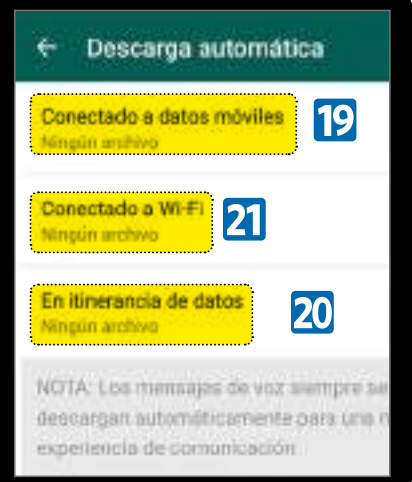 Descarga automática
Conectado a datos móviles
19
Ningún archivo
Conectado a Wi-Fi
21
Ningún archivo
En itinerancia de datos
20
Ningún archivo
NOTA: Los mensajes de voz siempre se
descargan automáticamente para una
experiencia de comunicación